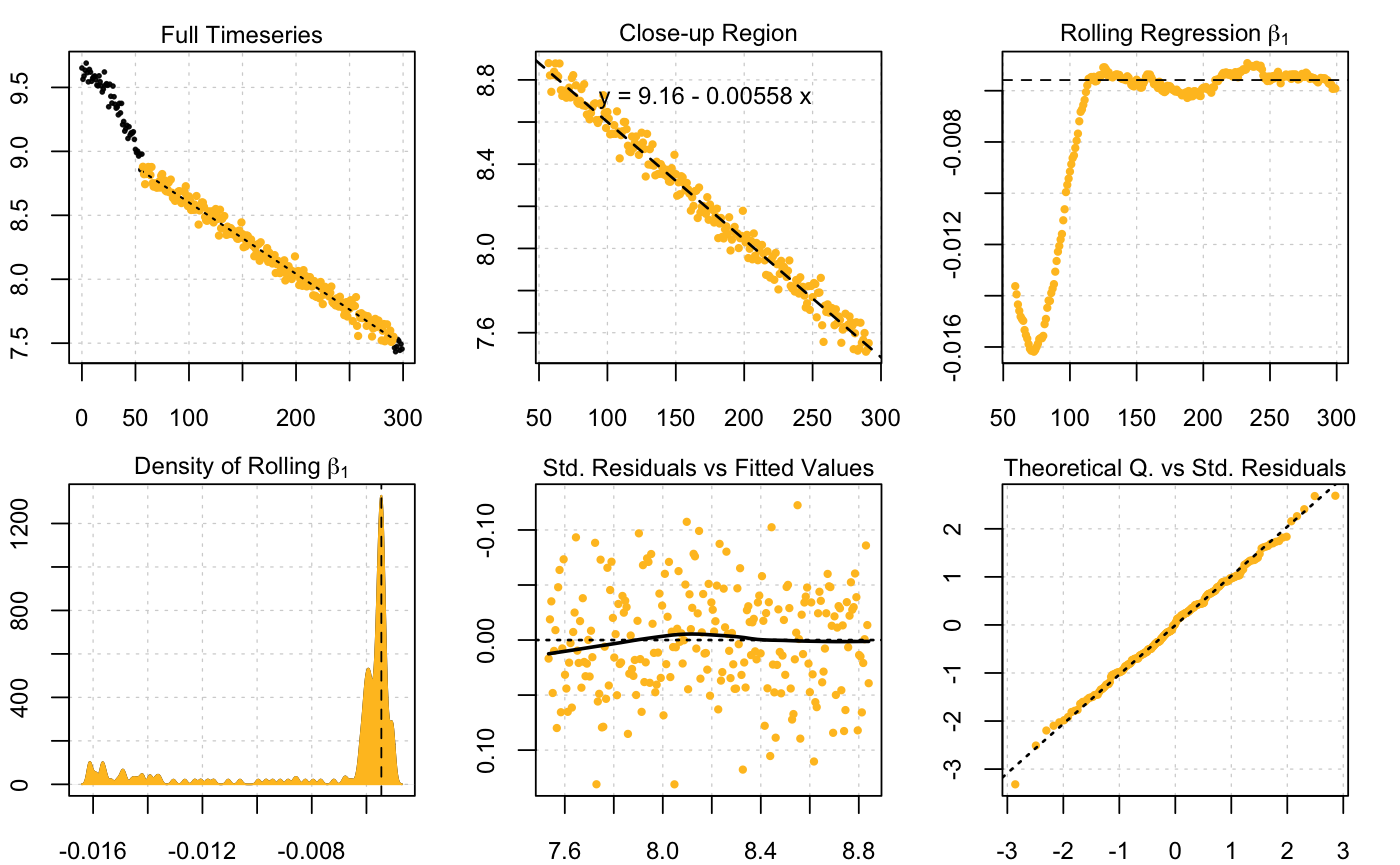 Full Timeseries
9.5
9.0
8.5
8.0
7.5
0 50 100 200 300
Close-up Region
y = 9.16 - 0.00558 x
8.8
8.4
8.0
7.6
50 100 150 200 250 300
Rolling Regression β1
-0.008
-0.012
-0.016
50 100 150 200 250 300
Density of Rolling β1
1200
800
400
0
-0.016 -0.012 -0.008
Std. Residuals vs Fitted Values
-0.10
0.00
0.10
7.6 8.0 8.4 8.8
Theoretical Q. vs Std. Residuals
2
1
0
-1
-2
-3
-3 -2 -1 0 1 2 3